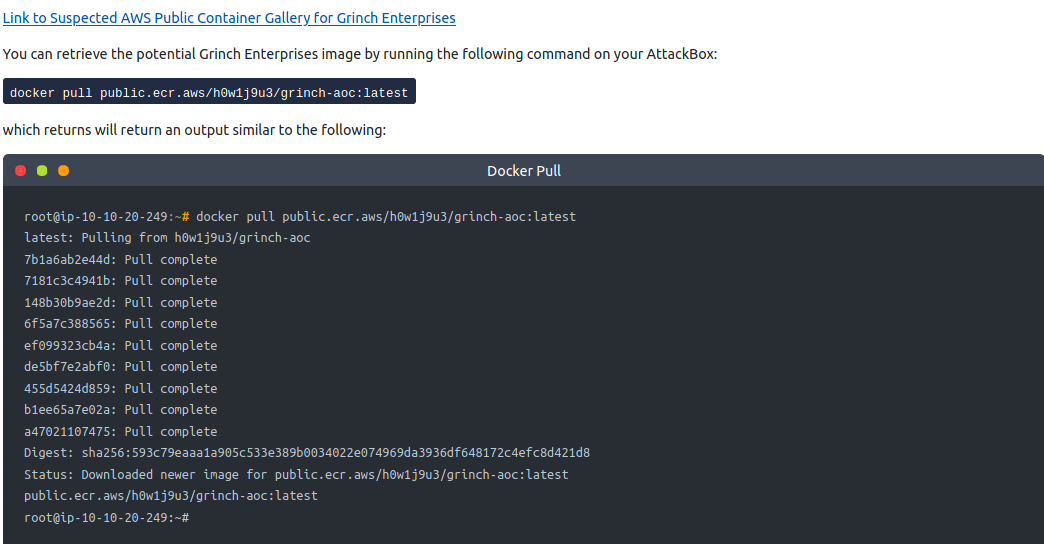 Link to Suspected AWS Public Container Gallery for Grinch Enterprises
You can retrieve the potential Grinch Enterprises image by running the following command on your AttackBox:
docker pull public.ecr.aws/h0w1j9u3/grinch-aoc:latest
which returns will return an output similar to the following:
Docker Pull
root@ip-10-10-20-249:~# docker pull public.ecr.aws/h0w1j9u3/grinch-aoc:latest
latest: Pulling from h0w1j9u3/grinch-aoc
7b1a6ab2e44d: Pull complete
7181c3c4941b: Pull complete
148b30b9ae2d: Pull complete
6f5a7c388565: Pull complete
ef099323cb4a: Pull complete
de5bf7e2abf0: Pull complete
455d5424d859: Pull complete
b1ee65a7e02a: Pull complete
a47021107475: Pull complete
Digest: sha256:593c79eaaa1a905c533e389b0034022e074969da3936df648172c4efc8d421d8
Status: Downloaded newer image for public.ecr.aws/h0w1j9u3/grinch-aoc:latest
public.ecr.aws/h0w1j9u3/grinch-aoc:latest
root@ip-10-10-20-249:~#